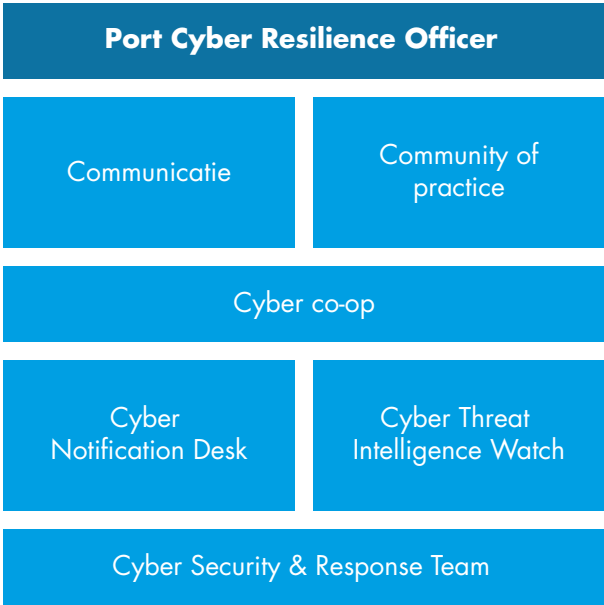 Port Cyber Resilience Officer
Communicatie
Community of
practice
Cyber co-op
Cyber
Notification Desk
Cyber Threat
Intelligence Watch
Cyber Security & Response Team